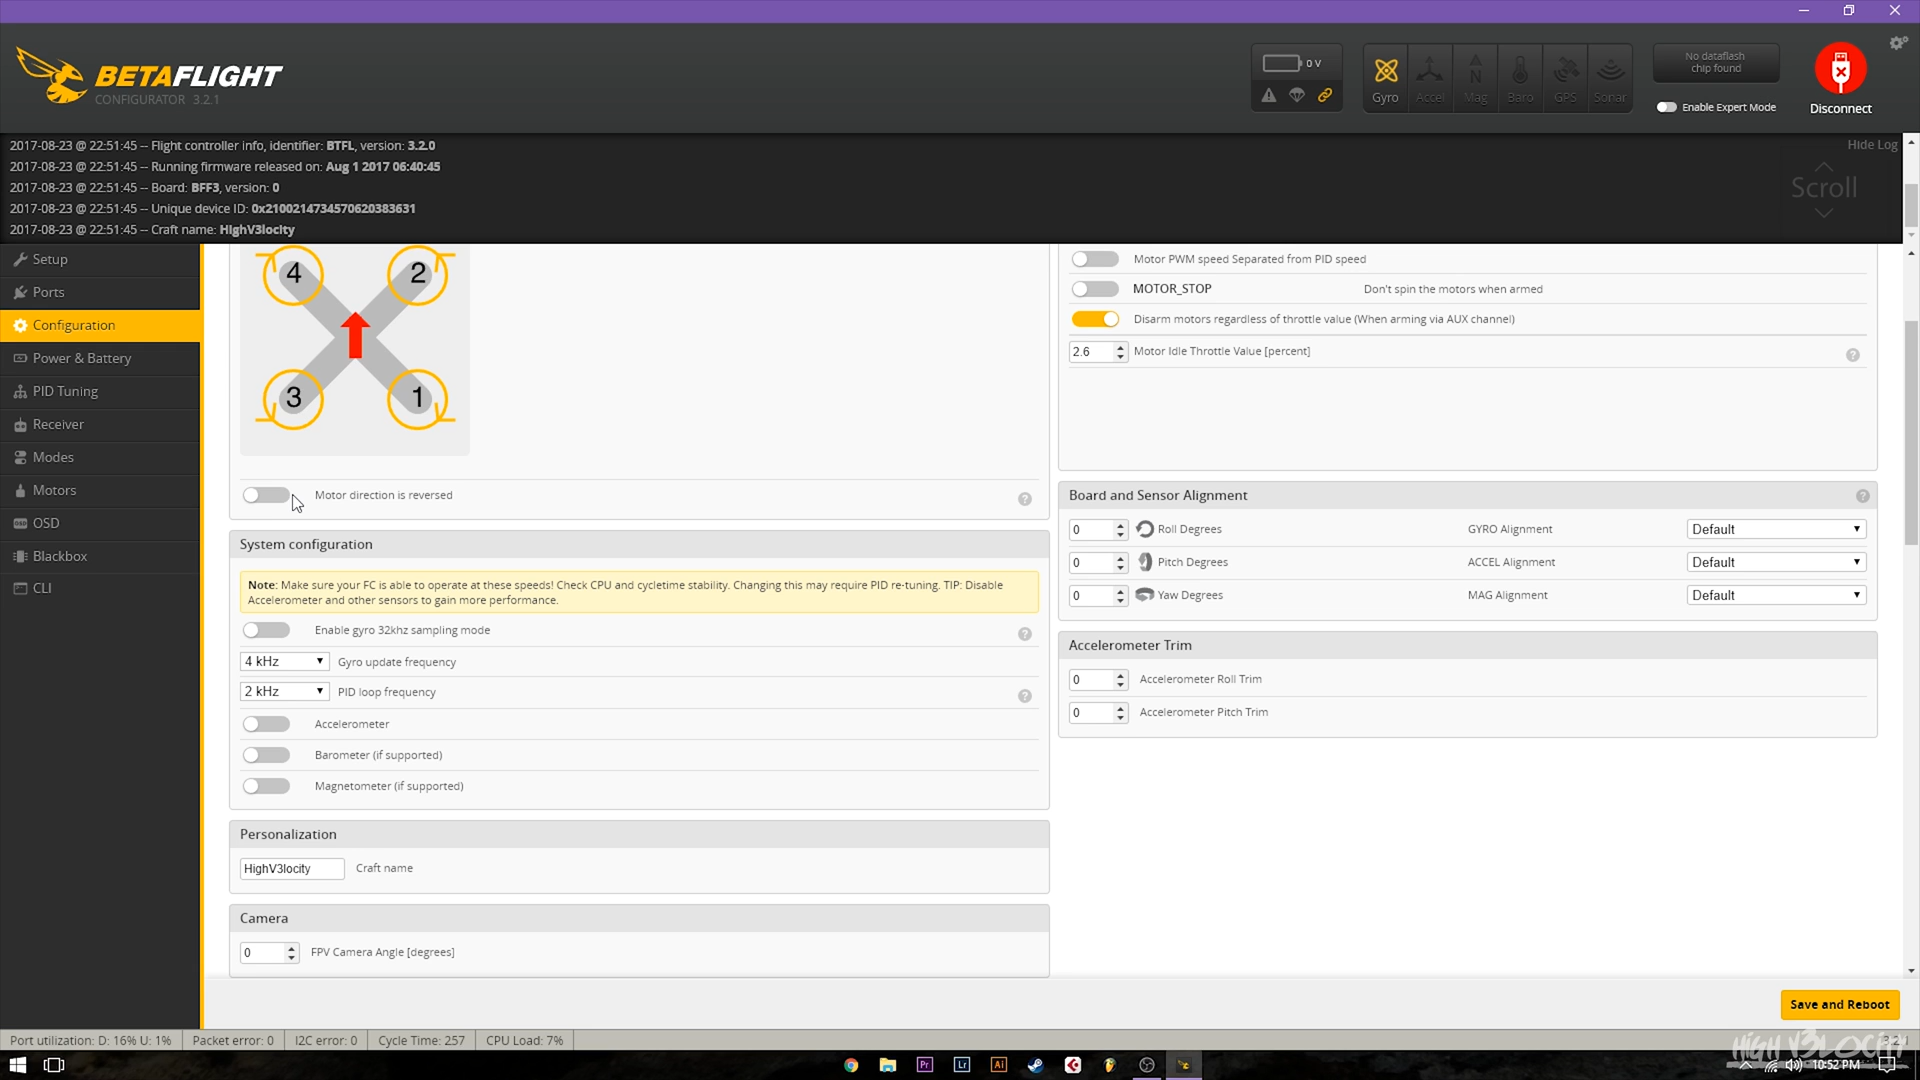 BETAFLIGHT
CONFIGURATOR 3.2.1
0 V
Gyro
Accel
Mag
Baro
GPS
Sonar
No dataflash
chip found
Enable Expert Mode
Disconnect
2017-08-23 @ 22:51:45 -- Flight controller info, identifier: BTFL, version: 3.2.0
2017-08-23 @ 22:51:45 -- Running firmware released on: Aug 1 2017 06:40:45
2017-08-23 @ 22:51:45 -- Board: BFF3, version: 0
2017-08-23 @ 22:51:45 -- Unique device ID: 0x2100214734570620383631
2017-08-23 @ 22:51:45 -- Craft name: HighV3locity
Hide Log
Scroll
Setup
Ports
Configuration
Power & Battery
PID Tuning
Receiver
Modes
Motors
OSD
Blackbox
CLI
4
2
3
1
Motor direction is reversed
System configuration
Note: Make sure your FC is able to operate at these speeds! Check CPU and cycletime stability. Changing this may require PID re-tuning. TIP: Disable
Accelerometer and other sensors to gain more performance.
Enable gyro 32khz sampling mode
4 kHz Gyro update frequency
2 kHz PID loop frequency
Accelerometer
Barometer (if supported)
Magnetometer (if supported)
Personalization
HighV3locity Craft name
Camera
0 FPV Camera Angle [degrees]
Motor PWM speed Separated from PID speed
MOTOR_STOP Don't spin the motors when armed
Disarm motors regardless of throttle value (When arming via AUX channel)
2.6 Motor Idle Throttle Value [percent]
Board and Sensor Alignment
0 Roll Degrees GYRO Alignment Default
0 Pitch Degrees ACCEL Alignment Default
0 Yaw Degrees MAG Alignment Default
Accelerometer Trim
0 Accelerometer Roll Trim
0 Accelerometer Pitch Trim
Save and Reboot
Port utilization: D: 16% U: 1%
Packet error: 0
I2C error: 0
Cycle Time: 257
CPU Load: 7%
3.2.1
HIGH V3LOCITY
Pr
Lr
Ai
10:52 PM